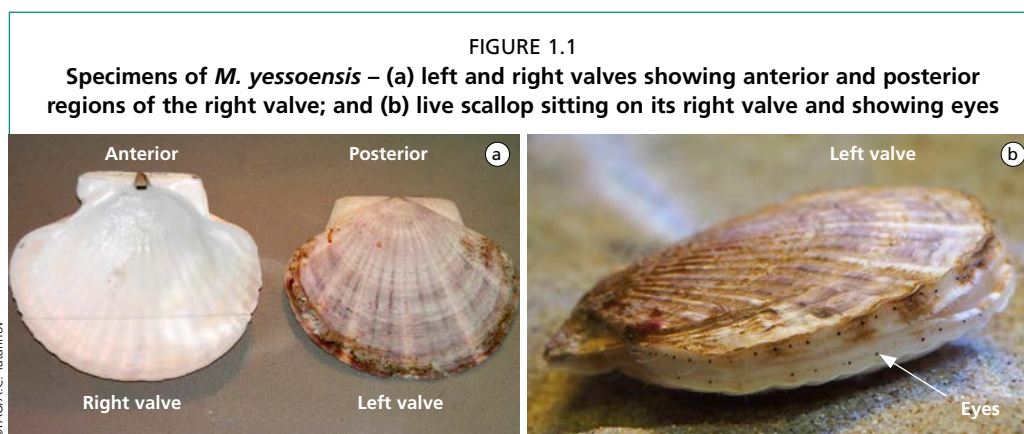 FIGURE 1.1
Specimens of M. yessoensis – (a) left and right valves showing anterior and posterior
regions of the right valve; and (b) live scallop sitting on its right valve and showing eyes
Anterior
Posterior
a
Right valve
Left valve
Left valve
b
Eyes